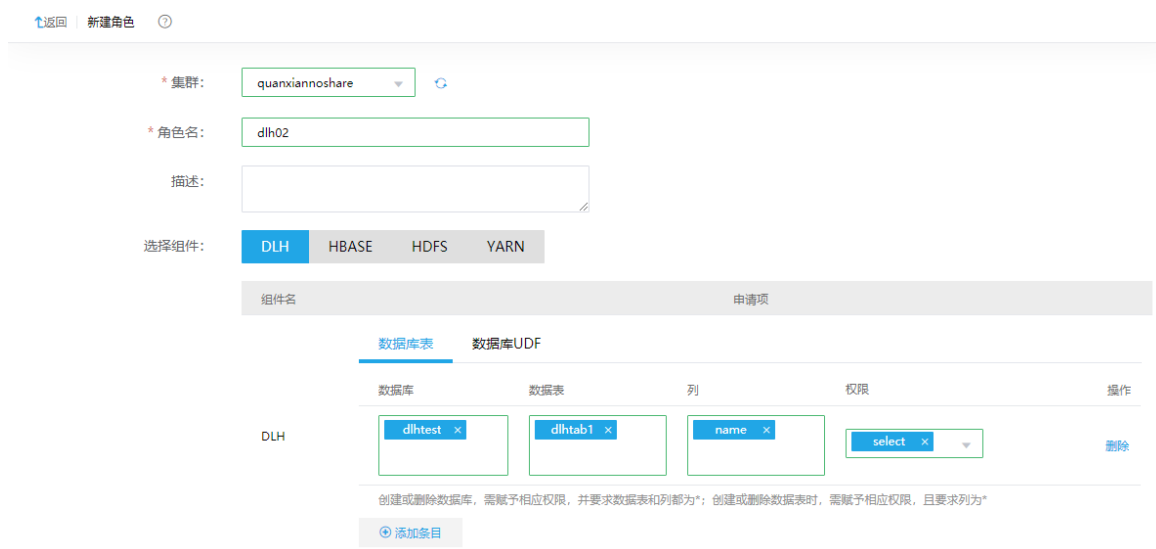 返回 新建角色 ?
* 集群: quanxiannoshare
* 角色名: dlh02
描述:
选择组件: DLH HBASE HDFS YARN
组件名 申请项
数据库表 数据库UDF
数据库 数据表 列 权限 操作
DLH dlhtest × dlhtab1 × name × select × 删除
创建或删除数据库，需赋予相应权限，并要求数据表和列都为*；创建或删除数据表时，需赋予相应权限，且要求列为*
添加条目